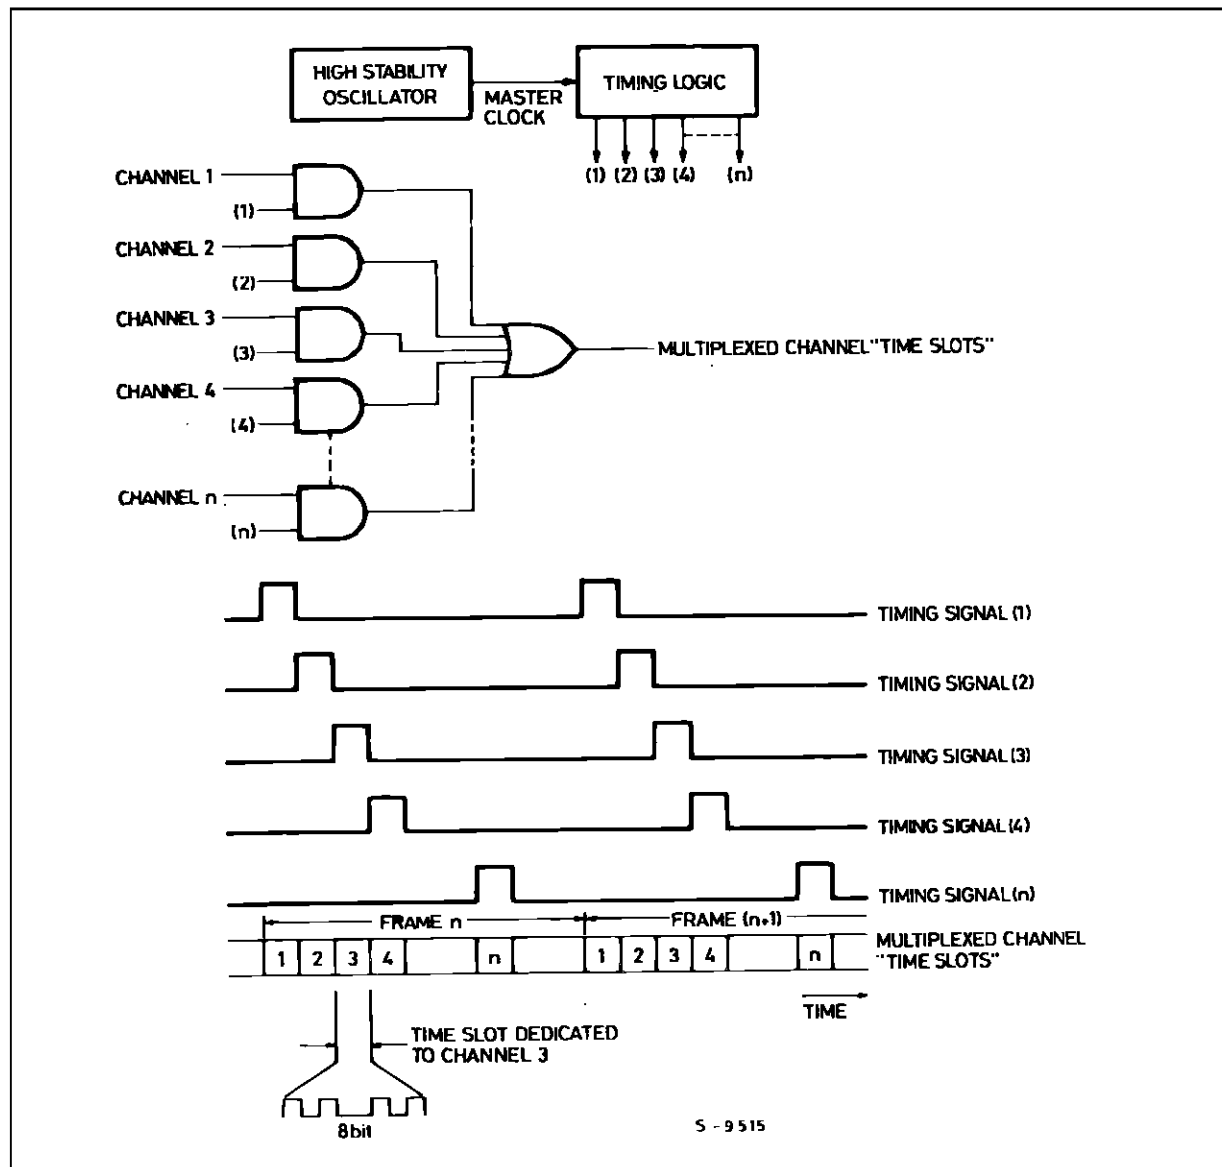 HIGH STABILITY
OSCILLATOR
MASTER
CLOCK
TIMING LOGIC
(1) (2) (3) (4) (n)
CHANNEL 1
(1)
CHANNEL 2
(2)
CHANNEL 3
(3)
CHANNEL 4
(4)
CHANNEL n
(n)
MULTIPLEXED CHANNEL "TIME SLOTS"
TIMING SIGNAL (1)
TIMING SIGNAL (2)
TIMING SIGNAL (3)
TIMING SIGNAL (4)
TIMING SIGNAL (n)
FRAME n FRAME (n+1)
1 2 3 4 n 1 2 3 4 n
MULTIPLEXED CHANNEL
"TIME SLOTS"
TIME
TIME SLOT DEDICATED
TO CHANNEL 3
8bit
S - 9515